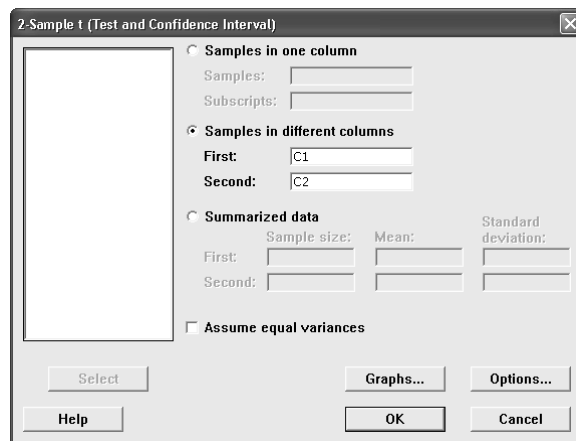 2-Sample t (Test and Confidence Interval)
Samples in one column
Samples:
Subscripts:
Samples in different columns
First: C1
Second: C2
Summarized data
Sample size: Mean: Standard deviation:
First:
Second:
Assume equal variances
Select Graphs... Options...
Help OK Cancel